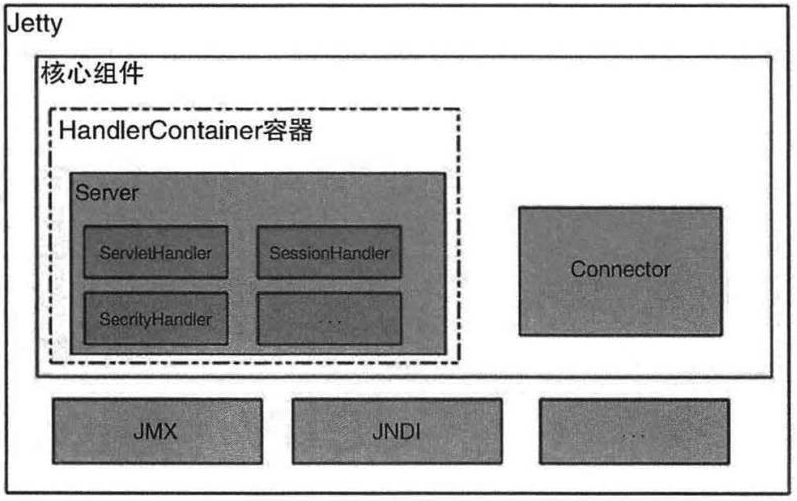 Jetty
核心组件
HandlerContainer容器
Server
ServletHandler
SessionHandler
SecrityHandler
...
Connector
JMX
JNDI
...